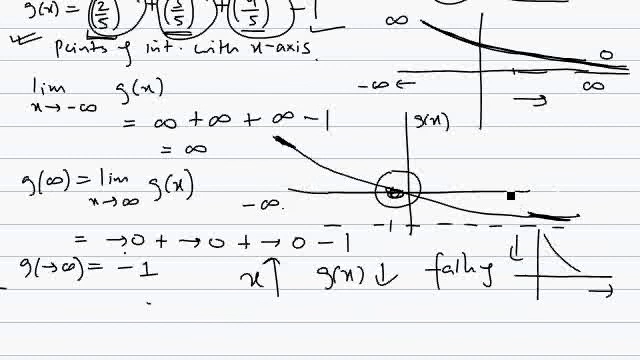 g(x) = (2/5)^x + (3/5)^x + (4/5)^x - 1
Points of int. with x-axis.
∞
0
-∞ ←
∞
→
lim g(x)
x → -∞
= ∞ + ∞ + ∞ - 1
= ∞
g(x)
g(∞) = lim g(x)
x → ∞
-∞.
-1
= → 0 + → 0 + → 0 - 1
g(→∞) = -1
x ↑ g(x) ↓ falling ↓
→